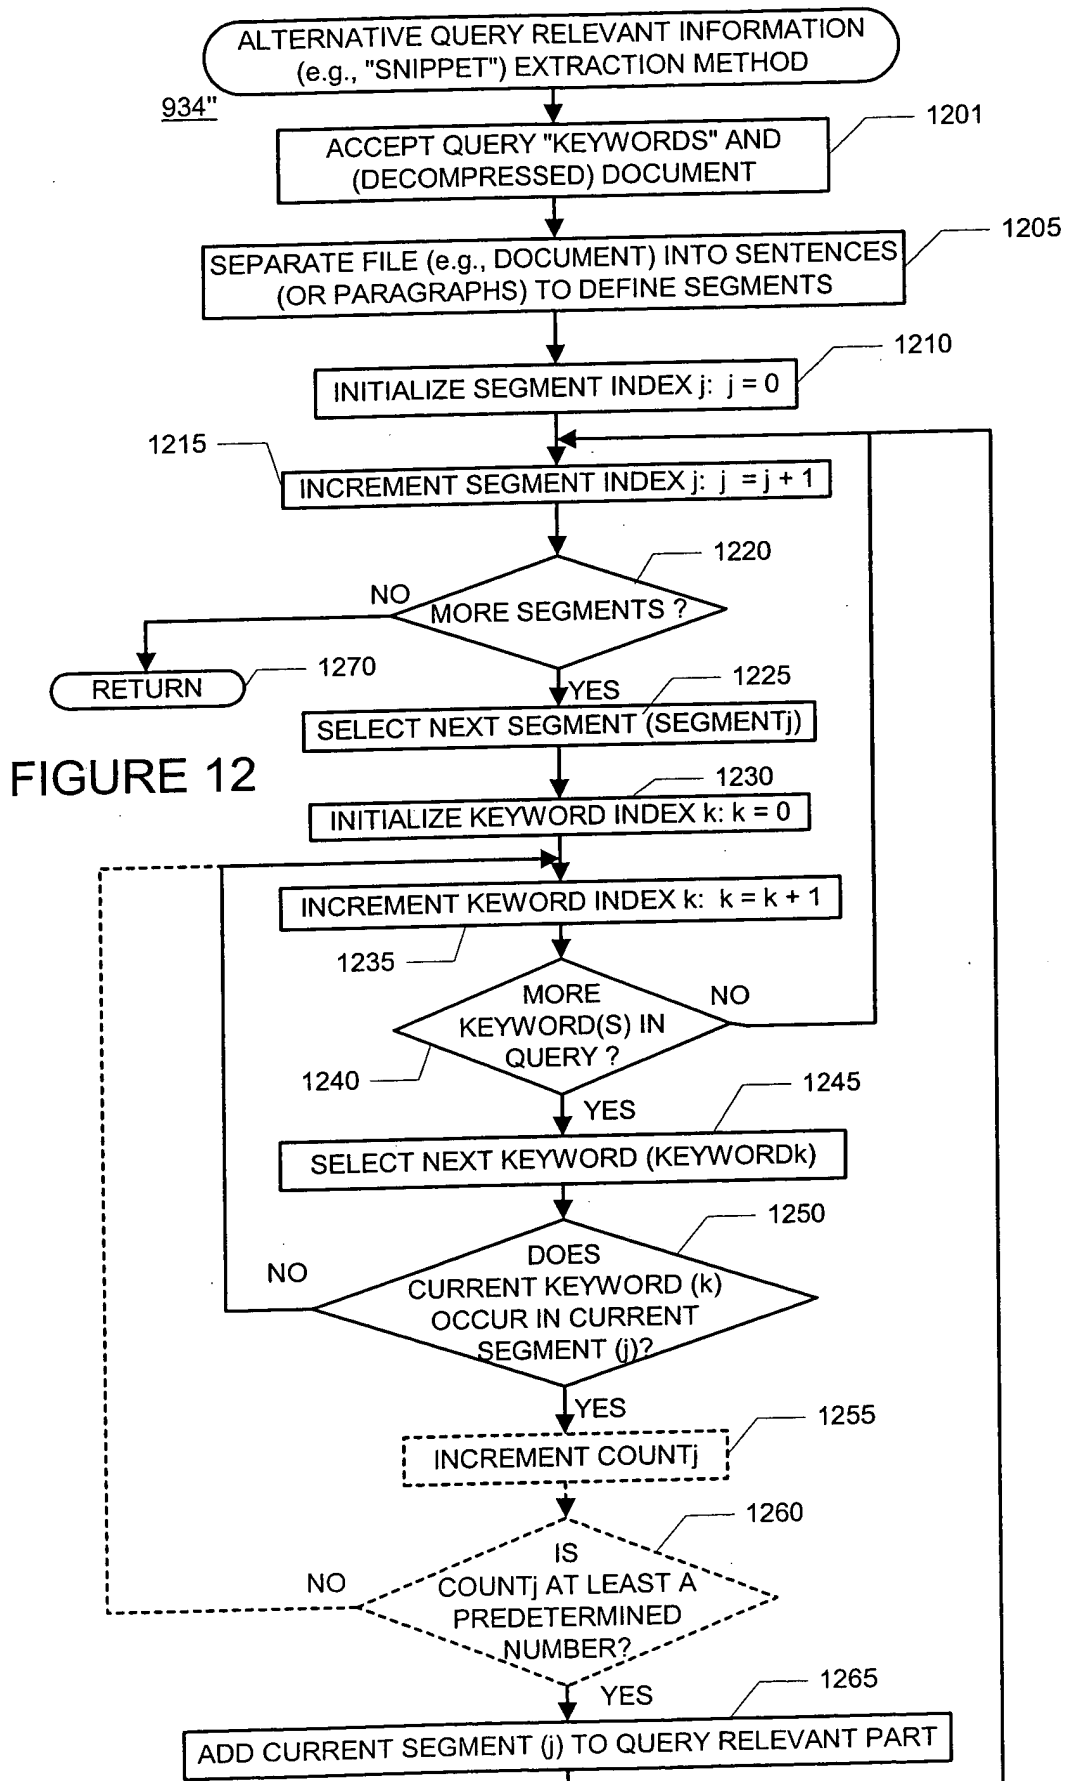 ALTERNATIVE QUERY RELEVANT INFORMATION
(e.g., "SNIPPET") EXTRACTION METHOD
934"
1201
ACCEPT QUERY "KEYWORDS" AND
(DECOMPRESSED) DOCUMENT
1205
SEPARATE FILE (e.g., DOCUMENT) INTO SENTENCES
(OR PARAGRAPHS) TO DEFINE SEGMENTS
1210
INITIALIZE SEGMENT INDEX j: j = 0
1215
INCREMENT SEGMENT INDEX j: j = j + 1
1220
NO
MORE SEGMENTS ?
1270
RETURN
YES
1225
SELECT NEXT SEGMENT (SEGMENTj)
FIGURE 12
1230
INITIALIZE KEYWORD INDEX k: k = 0
INCREMENT KEWORD INDEX k: k = k + 1
1235
MORE
KEYWORD(S) IN
QUERY ?
NO
1240
YES
1245
SELECT NEXT KEYWORD (KEYWORDk)
1250
NO
DOES
CURRENT KEYWORD (k)
OCCUR IN CURRENT
SEGMENT (j)?
YES
1255
INCREMENT COUNTj
1260
NO
IS
COUNTj AT LEAST A
PREDETERMINED
NUMBER?
YES
1265
ADD CURRENT SEGMENT (j) TO QUERY RELEVANT PART